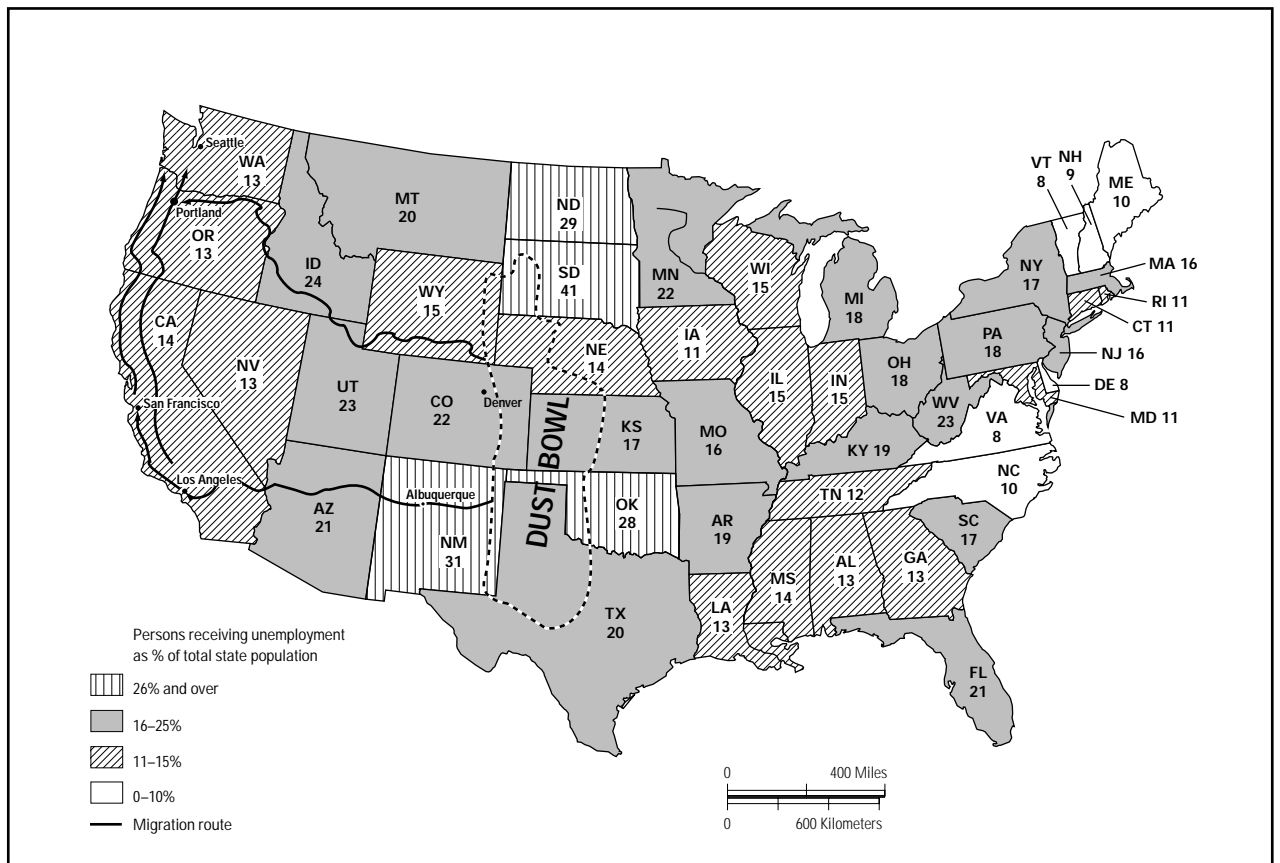 Seattle
WA
13
Portland
OR
13
MT
20
ID
24
WY
15
ND
29
SD
41
MN
22
WI
15
MI
18
VT
8
NH
9
ME
10
NY
17
MA 16
RI 11
CT 11
NJ 16
PA
18
DE 8
MD 11
CA
14
NV
13
UT
23
CO
22
Denver
NE
14
IA
11
IL
15
IN
15
OH
18
WV
23
VA
8
San Francisco
Los Angeles
Albuquerque
DUST BOWL
KS
17
MO
16
KY 19
NC
10
TN 12
AZ
21
NM
31
OK
28
AR
19
SC
17
MS
14
AL
13
GA
13
TX
20
LA
13
FL
21
Persons receiving unemployment
as % of total state population
26% and over
16–25%
11–15%
0–10%
Migration route
0 400 Miles
0 600 Kilometers